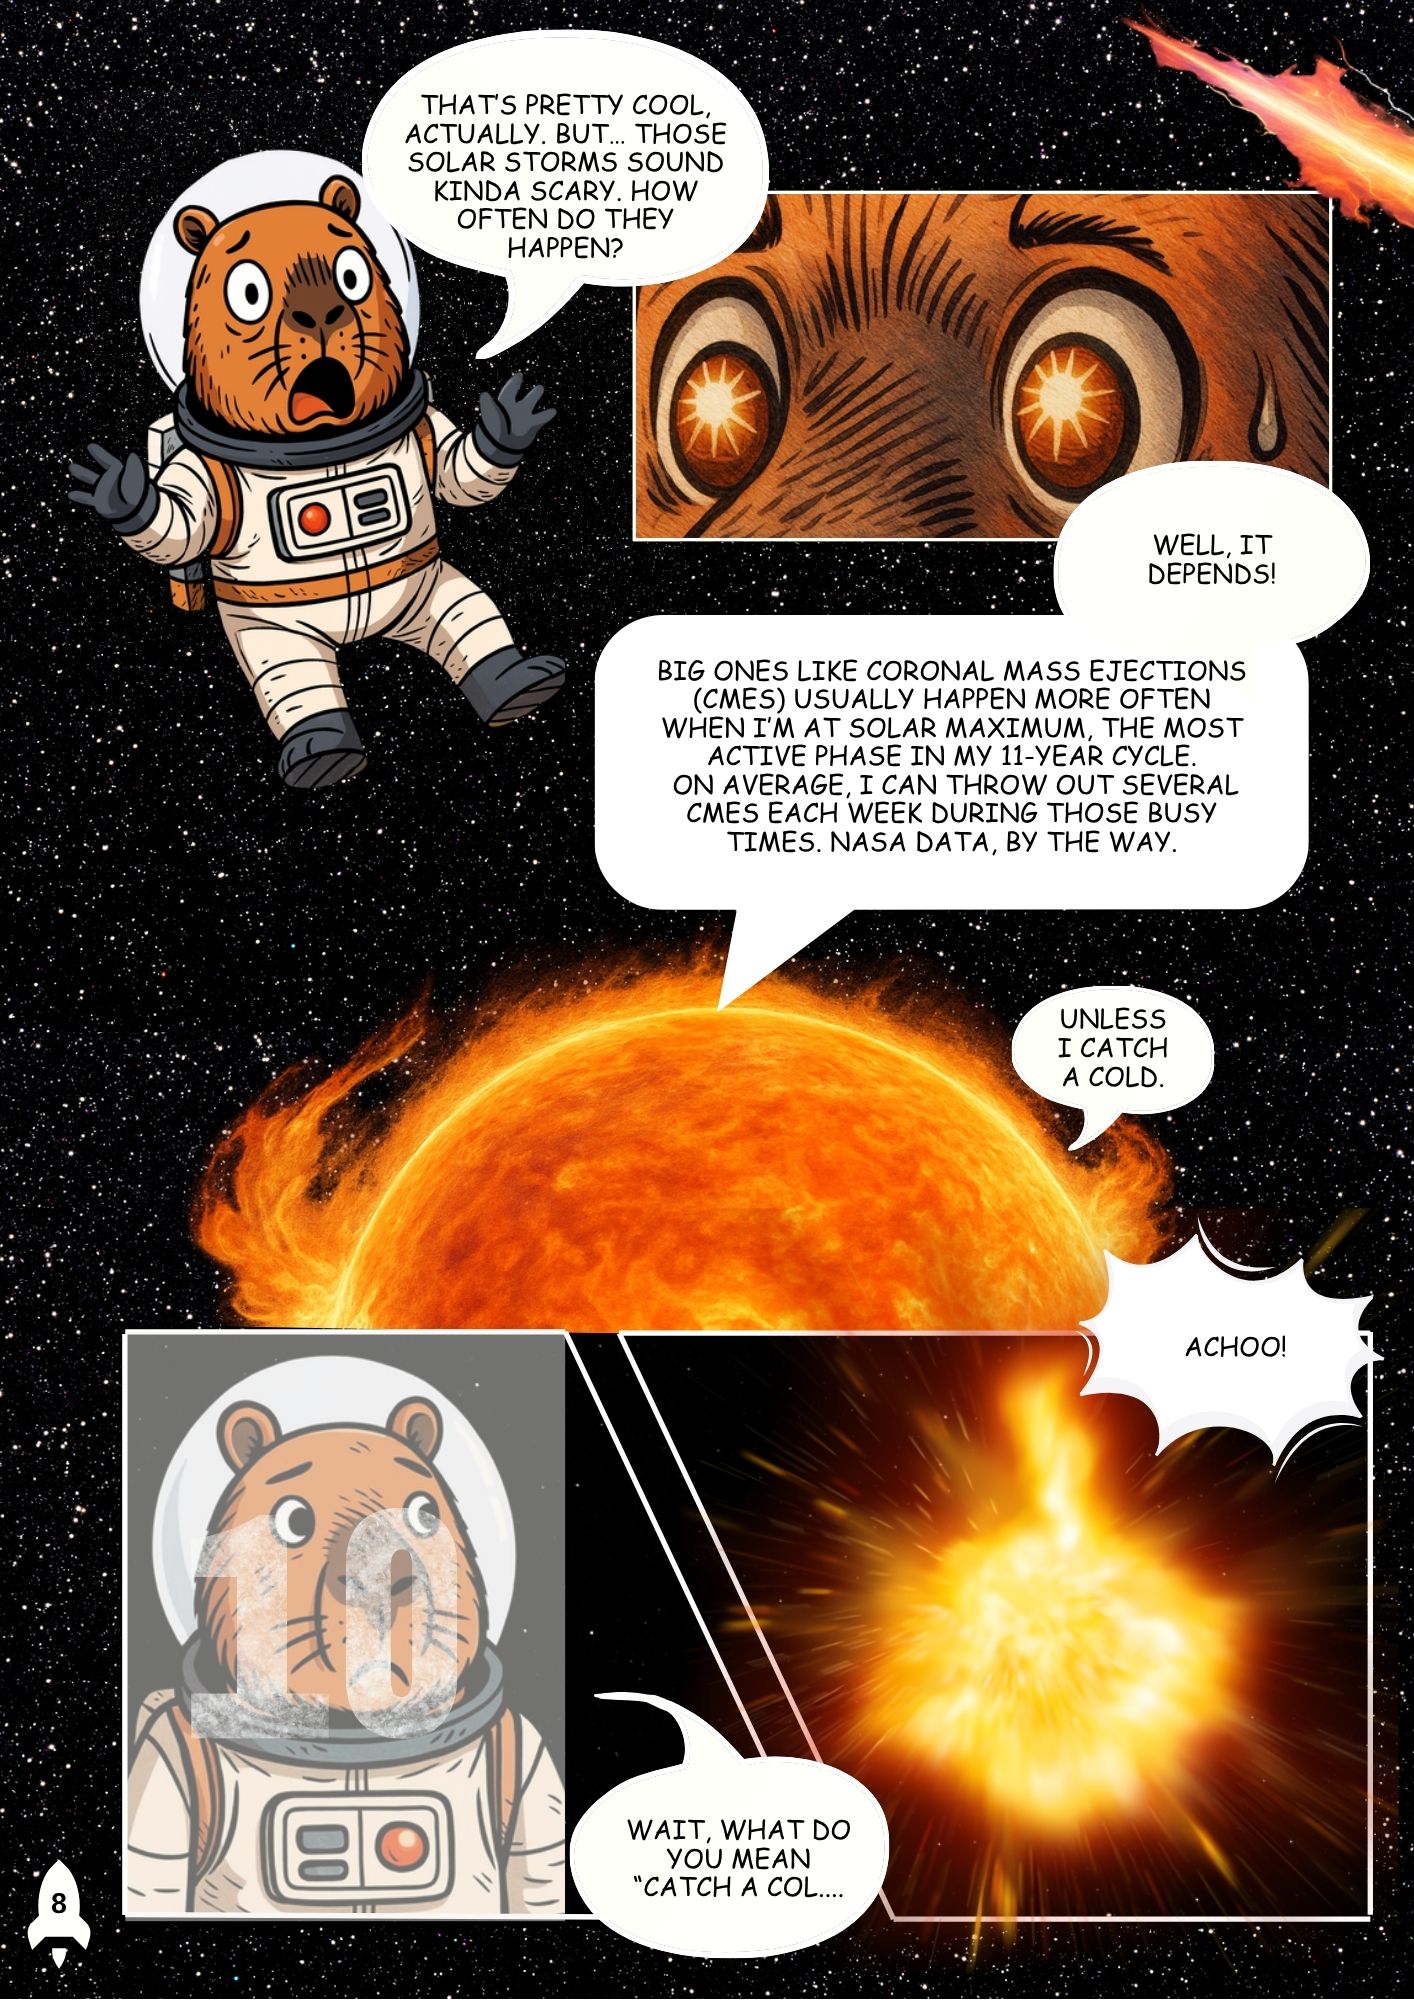 THAT'S PRETTY COOL,
ACTUALLY. BUT... THOSE
SOLAR STORMS SOUND
KINDA SCARY. HOW
OFTEN DO THEY
HAPPEN?
WELL, IT
DEPENDS!
BIG ONES LIKE CORONAL MASS EJECTIONS
(CMES) USUALLY HAPPEN MORE OFTEN
WHEN I'M AT SOLAR MAXIMUM, THE MOST
ACTIVE PHASE IN MY 11-YEAR CYCLE.
ON AVERAGE, I CAN THROW OUT SEVERAL
CMES EACH WEEK DURING THOSE BUSY
TIMES. NASA DATA, BY THE WAY.
UNLESS
I CATCH
A COLD.
ACHOO!
10
WAIT, WHAT DO
YOU MEAN
“CATCH A COL....
8